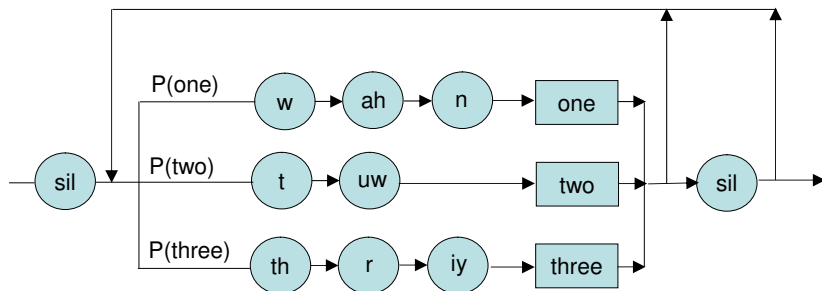 P(one) w ah n one
sil P(two) t uw two sil
P(three) th r iy three